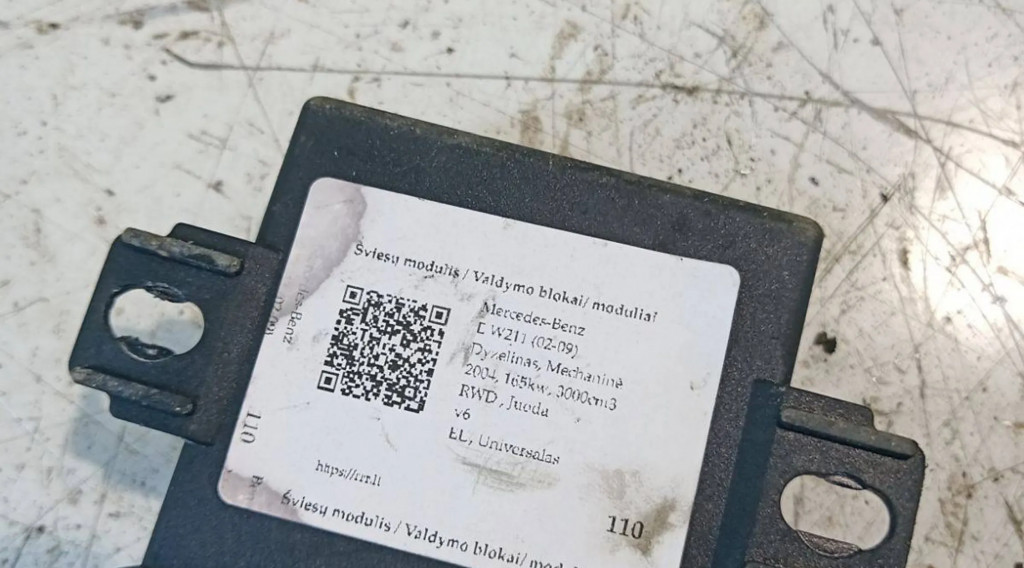 Šviesų modulis / Valdymo blokai/ moduliai
Mercedes-Benz
E W211 (02-09)
Dyzelinas, Mechaninė
2004, 165kw, 3000cm3
RWD, Juoda
v6
EL, Universalas
https://rrr.lt
110
Šviesų modulis / Valdymo blokai/
110